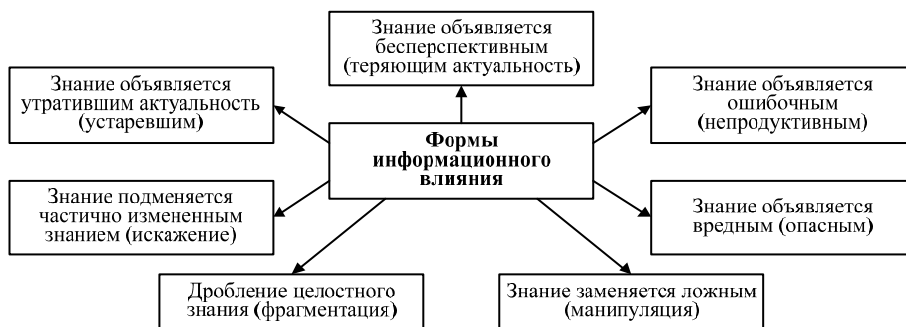 Знание объявляется
бесперспективным
(теряющим актуальность)
Знание объявляется
утратившим актуальность
(устаревшим)
Знание объявляется
ошибочным
(непродуктивным)
Формы
информационного
влияния
Знание подменяется
частично измененным
знанием (искажение)
Знание объявляется
вредным (опасным)
Дробление целостного
знания (фрагментация)
Знание заменяется ложным
(манипуляция)